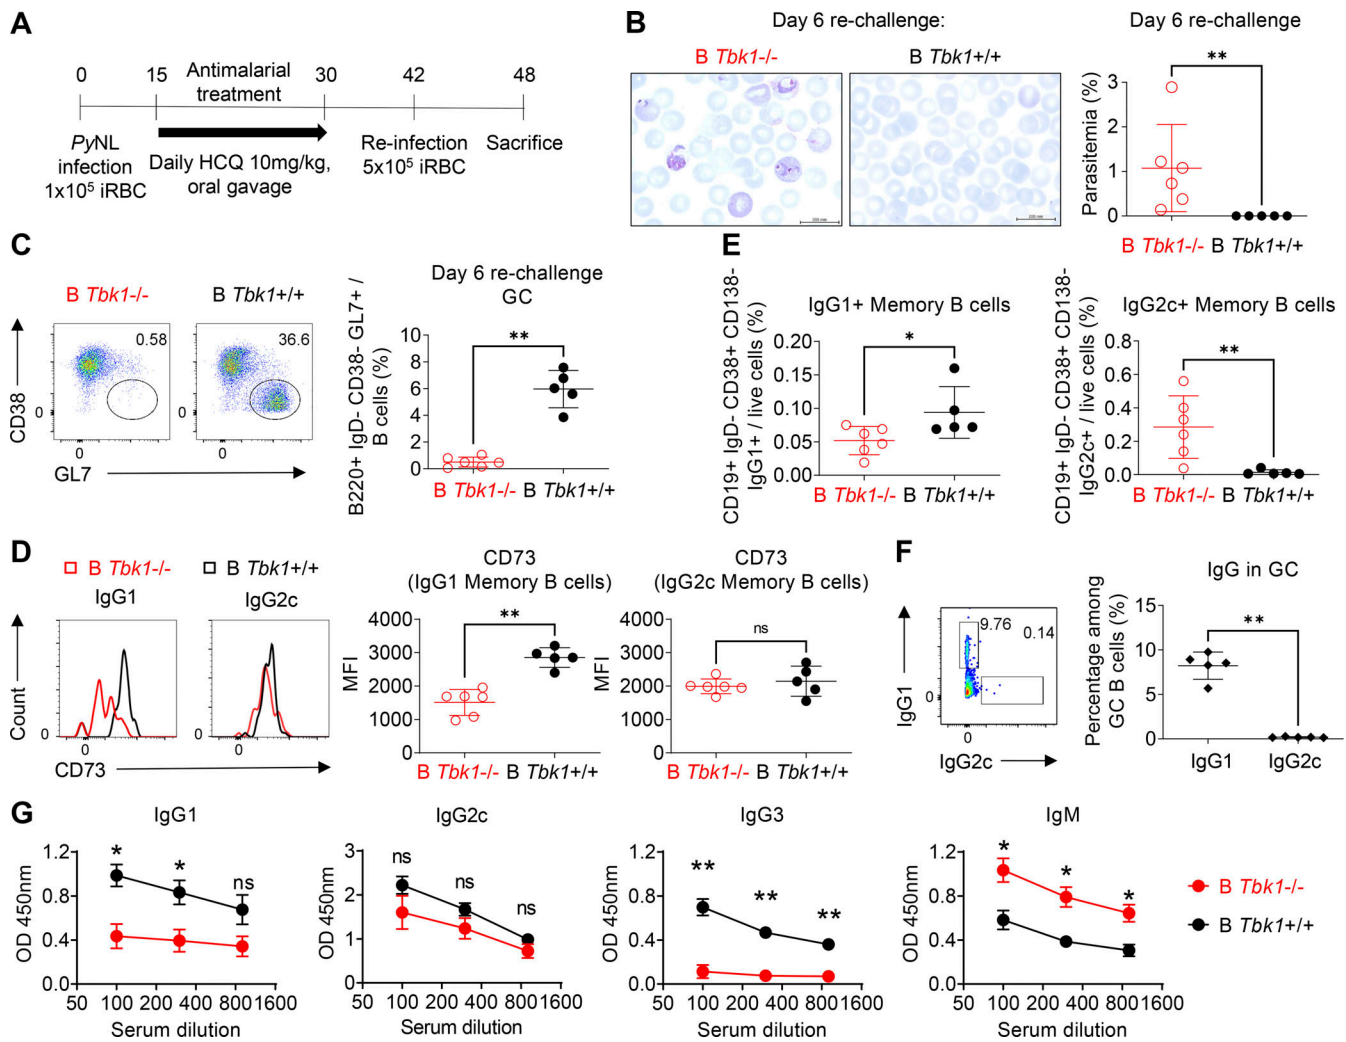 A
0 15 Antimalarial 30 42 48
treatment
PyNL
infection
1x10⁵ iRBC
Daily HCQ 10mg/kg,
oral gavage
Re-infection
5x10⁵ iRBC
Sacrifice
B
Day 6 re-challenge:
B Tbk1-/-
B Tbk1+/+
Day 6 re-challenge
**
Parasitemia (%)
3
2
1
0
B Tbk1-/- B Tbk1+/+
C
B Tbk1-/-
B Tbk1+/+
0.58
36.6
CD38
0
0
0
GL7
Day 6 re-challenge
GC
**
B220+ IgD- CD38- GL7+ /
B cells (%)
10
8
6
4
2
0
B Tbk1-/- B Tbk1+/+
E
IgG1+ Memory B cells
*
CD19+ IgD- CD38+ CD138-
IgG1+ / live cells (%)
0.20
0.15
0.10
0.05
0.00
B Tbk1-/- B Tbk1+/+
IgG2c+ Memory B cells
**
CD19+ IgD- CD38+ CD138-
IgG2c+ / live cells (%)
0.8
0.6
0.4
0.2
0.0
B Tbk1-/- B Tbk1+/+
D
B Tbk1-/- B Tbk1+/+
IgG1
IgG2c
Count
0
0
CD73
CD73
(IgG1 Memory B cells)
**
MFI
4000
3000
2000
1000
0
B Tbk1-/- B Tbk1+/+
CD73
(IgG2c Memory B cells)
ns
MFI
4000
3000
2000
1000
0
B Tbk1-/- B Tbk1+/+
F
9.76
0.14
IgG1
0
0
IgG2c
IgG in GC
**
Percentage among
GC B cells (%)
15
10
5
0
IgG1 IgG2c
G
IgG1
* * ns
OD 450nm
1.2
0.8
0.4
0.0
50 100 200 400 800 1600
Serum dilution
IgG2c
ns ns ns
OD 450nm
3
2
1
0
50 100 200 400 800 1600
Serum dilution
IgG3
** ** **
OD 450nm
1.2
0.8
0.4
0.0
50 100 200 400 800 1600
Serum dilution
IgM
* * *
OD 450nm
1.2
0.8
0.4
0.0
50 100 200 400 800 1600
Serum dilution
B Tbk1-/-
B Tbk1+/+